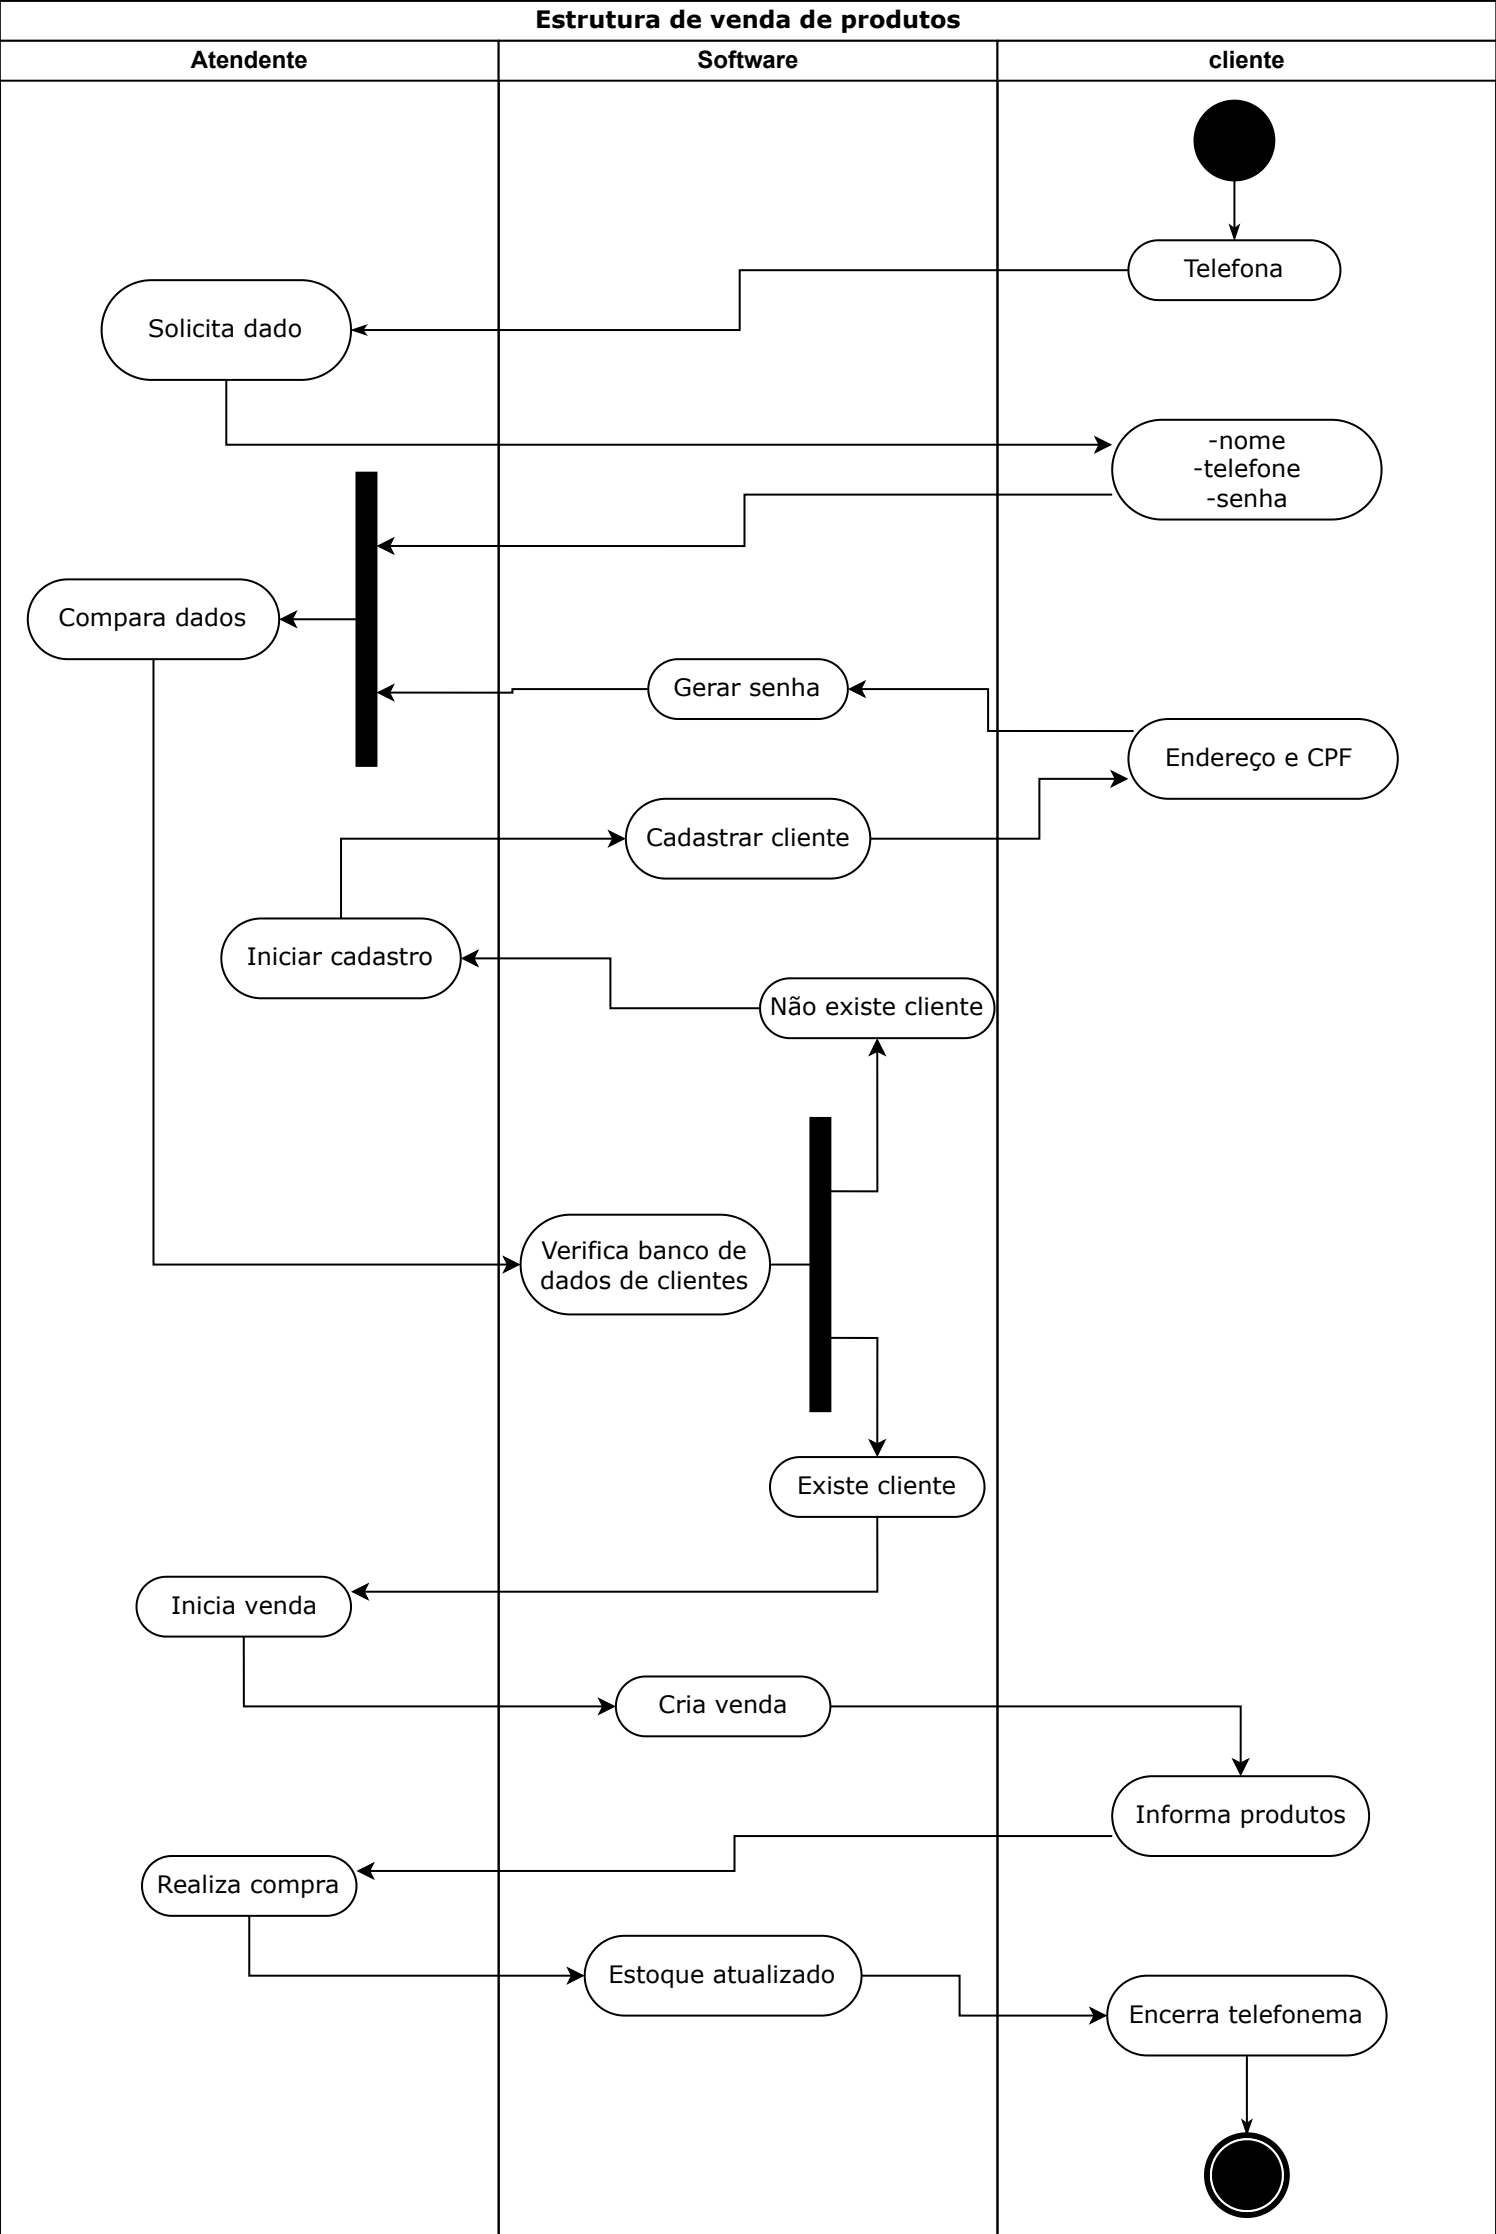 Estrutura de venda de produtos
Atendente
Software
cliente
Telefona
Solicita dado
-nome
-telefone
-senha
Compara dados
Gerar senha
Endereço e CPF
Cadastrar cliente
Iniciar cadastro
Não existe cliente
Verifica banco de
dados de clientes
Existe cliente
Inicia venda
Cria venda
Informa produtos
Realiza compra
Estoque atualizado
Encerra telefonema